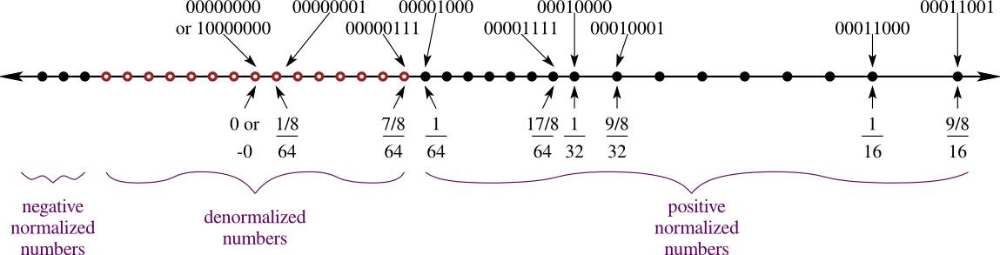 00000000 00000001 00001000 00010000 00011001
or 10000000 00000111 00001111 00010001 00011000
0 or 1/8 7/8 1 17/8 1 9/8 1 9/8
-0 64 64 64 64 32 32 16 16
negative denormalized positive
normalized numbers normalized
numbers numbers